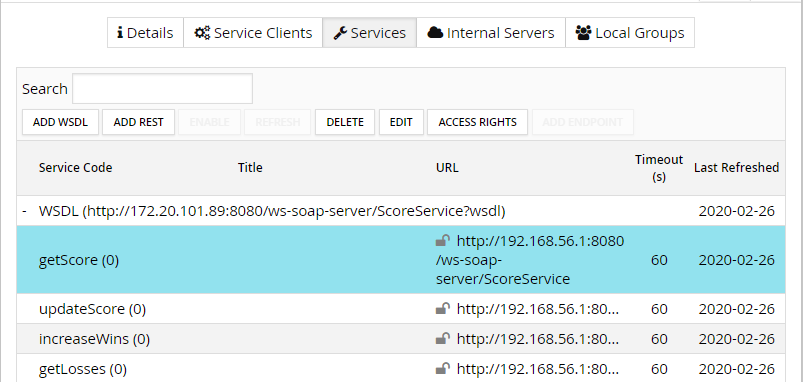 Details Service Clients Services Internal Servers Local Groups
Search
ADD WSDL ADD REST ENABLE REFRESH DELETE EDIT ACCESS RIGHTS ADD ENDPOINT
Service Code Title URL Timeout (s) Last Refreshed
- WSDL (http://172.20.101.89:8080/ws-soap-server/ScoreService?wsdl) 2020-02-26
getScore (0) http://192.168.56.1:8080
/ws-soap-
server/ScoreService 60 2020-02-26
updateScore (0) http://192.168.56.1:80... 60 2020-02-26
increaseWins (0) http://192.168.56.1:80... 60 2020-02-26
getLosses (0) http://192.168.56.1:80... 60 2020-02-26